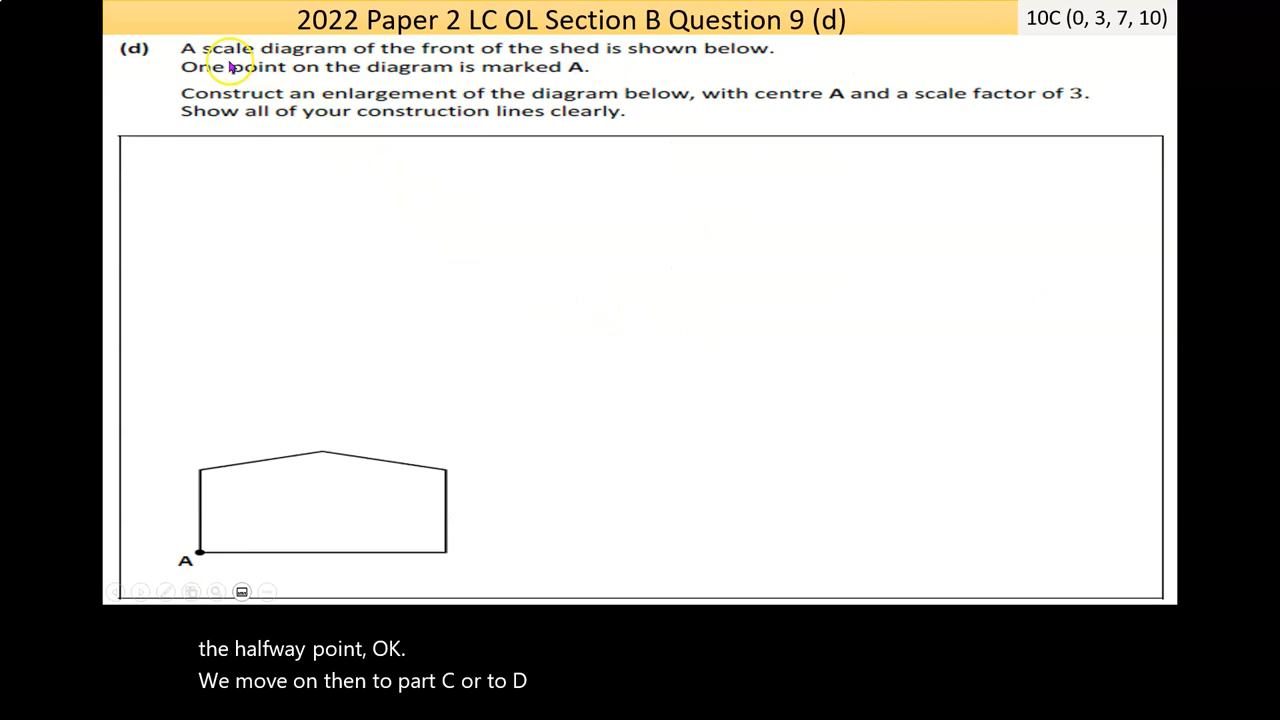 2022 Paper 2 LC OL Section B Question 9 (d)
10C (0, 3, 7, 10)
(d) A scale diagram of the front of the shed is shown below.
One point on the diagram is marked A.
Construct an enlargement of the diagram below, with centre A and a scale factor of 3.
Show all of your construction lines clearly.
A
the halfway point, OK.
We move on then to part C or to D